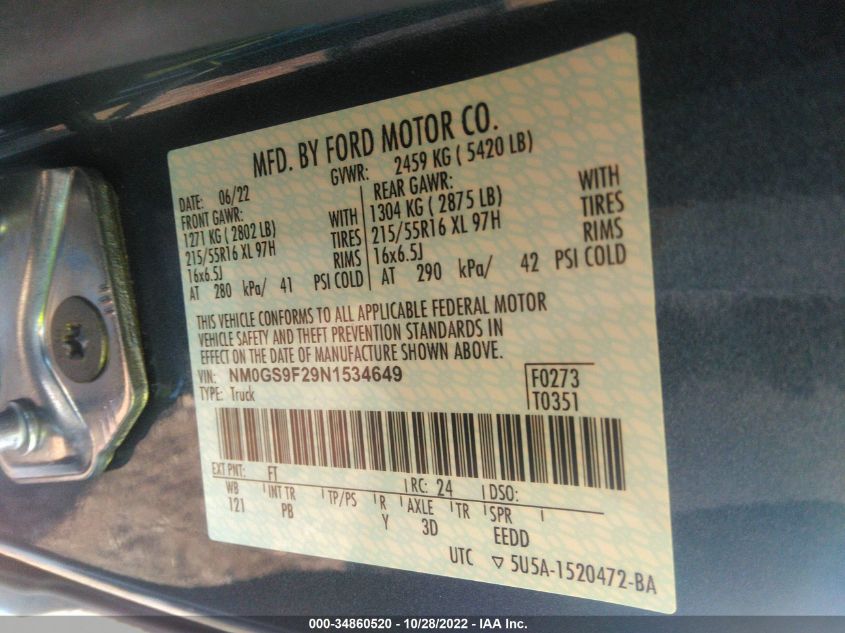 MFD. BY FORD MOTOR CO.
DATE: 06/22 GVWR: 2459 KG ( 5420 LB)
FRONT GAWR: REAR GAWR:
1271 KG ( 2802 LB) WITH 1304 KG ( 2875 LB) WITH
215/55R16 XL 97H TIRES 215/55R16 XL 97H TIRES
16x6.5J RIMS 16x6.5J RIMS
AT 280 kPa/ 41 PSI COLD AT 290 kPa/ 42 PSI COLD
THIS VEHICLE CONFORMS TO ALL APPLICABLE FEDERAL MOTOR
VEHICLE SAFETY AND THEFT PREVENTION STANDARDS IN
EFFECT ON THE DATE OF MANUFACTURE SHOWN ABOVE.
VIN: NM0GS9F29N1534649 F0273
TYPE: Truck T0351
EXT PNT: FT RC: 24 DSO:
WB INT TR TP/PS R AXLE TR SPR
121 PB Y 3D EEDD
UTC ▽ 5U5A-1520472-BA
000-34860520 - 10/28/2022 - IAA Inc.